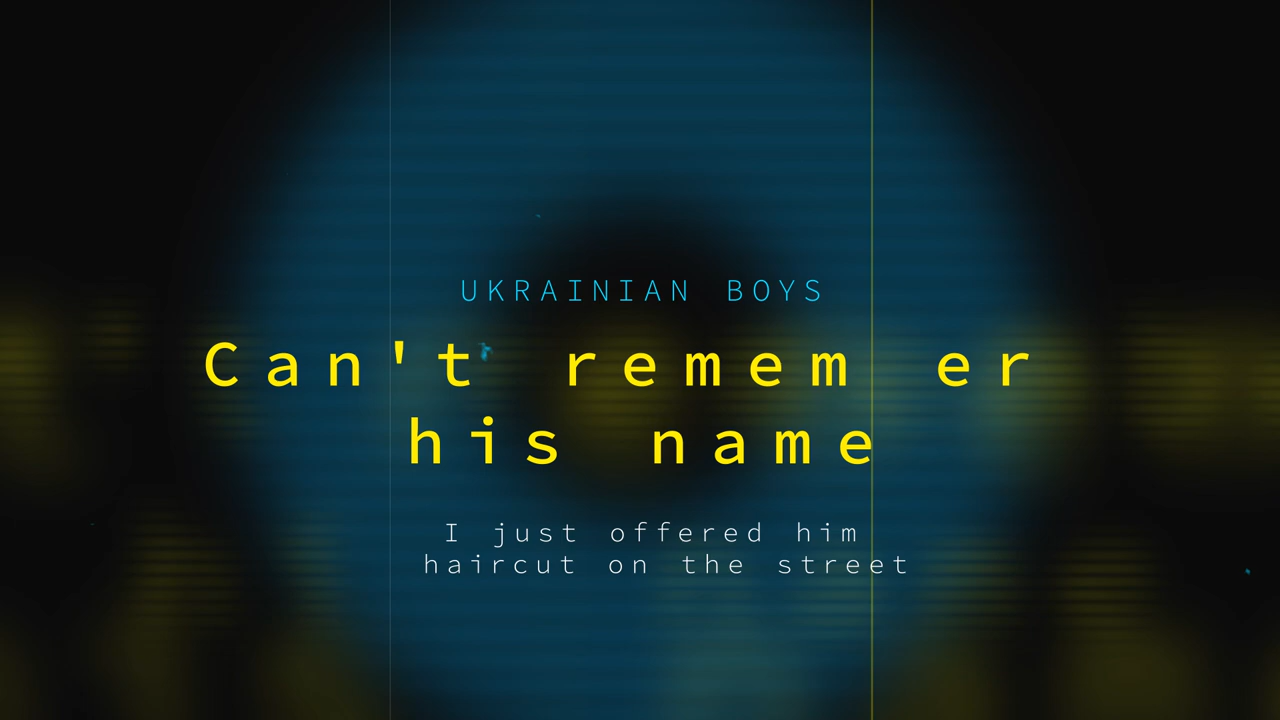 UKRAINIAN BOYS
Can't remem er
his name
I just offered him
haircut on the street